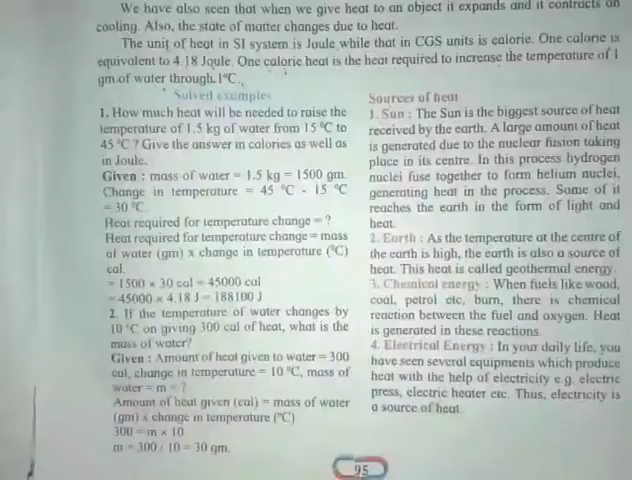 We have also seen that when we give heat to an object it expands and it contracts on
cooling. Also, the state of matter changes due to heat.
The unit of heat in SI system is Joule while that in CGS units is calorie. One calorie is
equivalent to 4.18 Joule. One calorie heat is the heat required to increase the temperature of 1
gm of water through 1°C.
Solved examples
1. How much heat will be needed to raise the
temperature of 1.5 kg of water from 15 °C to
45 °C ? Give the answer in calories as well as
in Joule.
Given : mass of water = 1.5 kg = 1500 gm.
Change in temperature = 45 °C - 15 °C
= 30 °C
Heat required for temperature change = ?
Heat required for temperature change = mass
of water (gm) x change in temperature (°C)
cal.
= 1500 × 30 cal = 45000 cal
= 45000 × 4.18 J = 188100 J
2. If the temperature of water changes by
10 °C on giving 300 cal of heat, what is the
mass of water?
Given : Amount of heat given to water = 300
cal, change in temperature = 10 °C, mass of
water = m = ?
Amount of heat given (cal) = mass of water
(gm) x change in temperature (°C)
300 = m × 10
m = 300 / 10 = 30 gm.
Sources of heat
1. Sun : The Sun is the biggest source of heat
received by the earth. A large amount of heat
is generated due to the nuclear fusion taking
place in its centre. In this process hydrogen
nuclei fuse together to form helium nuclei,
generating heat in the process. Some of it
reaches the earth in the form of light and
heat.
2. Earth : As the temperature at the centre of
the earth is high, the earth is also a source of
heat. This heat is called geothermal energy.
3. Chemical energy : When fuels like wood,
coal, petrol etc, burn, there is chemical
reaction between the fuel and oxygen. Heat
is generated in these reactions.
4. Electrical Energy : In your daily life, you
have seen several equipments which produce
heat with the help of electricity e.g. electric
press, electric heater etc. Thus, electricity is
a source of heat.
95